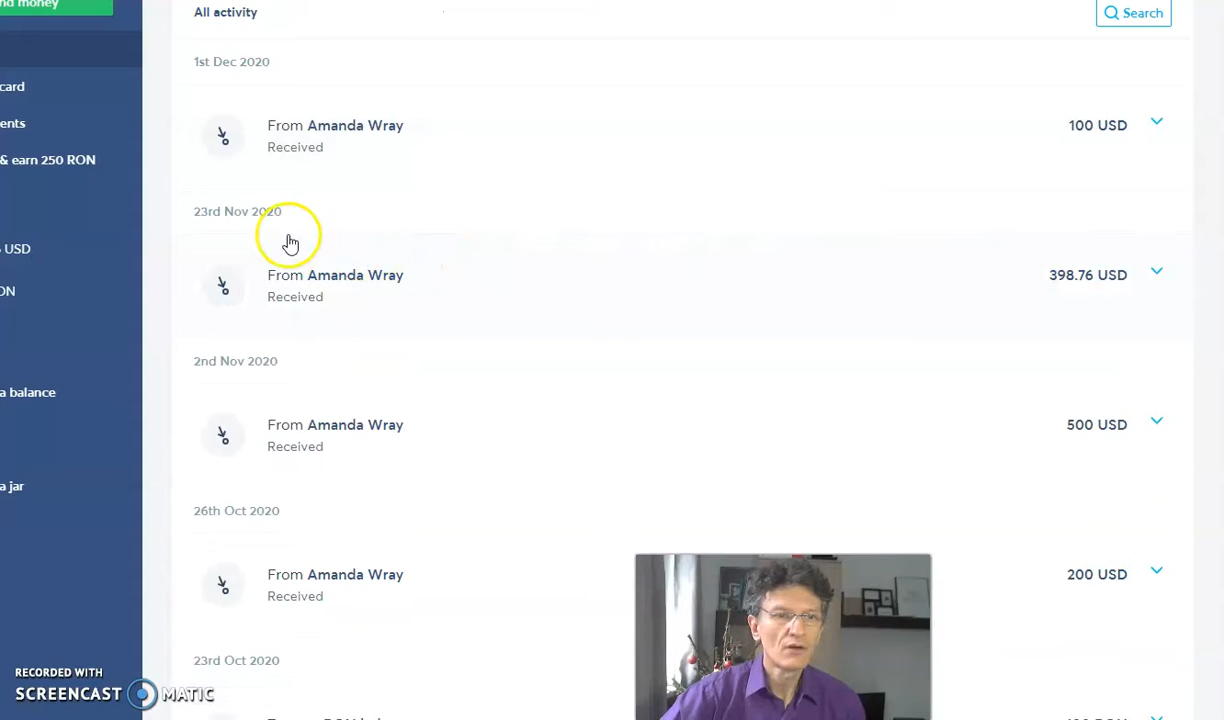 nd money
All activity
Search
1st Dec 2020
card
From Amanda Wray
100 USD
ents
Received
& earn 250 RON
23rd Nov 2020
USD
From Amanda Wray
398.76 USD
ON
Received
2nd Nov 2020
a balance
From Amanda Wray
500 USD
Received
a jar
26th Oct 2020
From Amanda Wray
200 USD
Received
23rd Oct 2020
RECORDED WITH
SCREENCAST MATIC